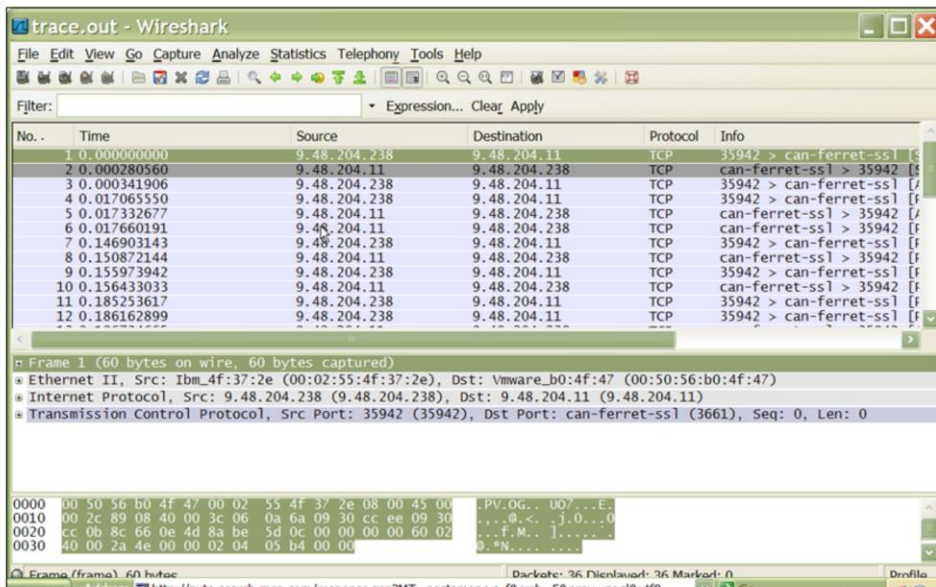 trace.out - Wireshark
File Edit View Go Capture Analyze Statistics Telephony Tools Help
Filter: Expression... Clear Apply
No. . Time Source Destination Protocol Info
1 0.000000000 9.48.204.238 9.48.204.11 TCP 35942 > can-ferret-ssl
2 0.000280560 9.48.204.11 9.48.204.238 TCP can-ferret-ssl > 35942
3 0.000341906 9.48.204.238 9.48.204.11 TCP 35942 > can-ferret-ssl
4 0.017065550 9.48.204.238 9.48.204.11 TCP 35942 > can-ferret-ssl
5 0.017332677 9.48.204.11 9.48.204.238 TCP can-ferret-ssl > 35942
6 0.017660191 9.48.204.11 9.48.204.238 TCP can-ferret-ssl > 35942
7 0.146903143 9.48.204.238 9.48.204.11 TCP 35942 > can-ferret-ssl
8 0.150872144 9.48.204.11 9.48.204.238 TCP can-ferret-ssl > 35942
9 0.155973942 9.48.204.238 9.48.204.11 TCP 35942 > can-ferret-ssl
10 0.156433033 9.48.204.11 9.48.204.238 TCP can-ferret-ssl > 35942
11 0.185253617 9.48.204.238 9.48.204.11 TCP 35942 > can-ferret-ssl
12 0.186162899 9.48.204.238 9.48.204.11 TCP 35942 > can-ferret-ssl
Frame 1 (60 bytes on wire, 60 bytes captured)
Ethernet II, Src: Ibm_4f:37:2e (00:02:55:4f:37:2e), Dst: Vmware_b0:4f:47 (00:50:56:b0:4f:47)
Internet Protocol, Src: 9.48.204.238 (9.48.204.238), Dst: 9.48.204.11 (9.48.204.11)
Transmission Control Protocol, Src Port: 35942 (35942), Dst Port: can-ferret-ssl (3661), Seq: 0, Len: 0
0000 00 50 56 b0 4f 47 00 02 55 4f 37 2e 08 00 45 00 .PV.OG.. UO7...E.
0010 00 2c 89 08 40 00 3c 06 0a 6a 09 30 cc ee 09 30 .,..@.<. .j.0...0
0020 cc 0b 8c 66 0e 4d 8a be 5d 0c 00 00 00 00 60 02 ...f.M.. ].....`.
0030 40 00 2a 4e 00 00 02 04 05 b4 00 00 @.*N.... ....
Frame (frame), 60 bytes Packets: 36 Displayed: 36 Marked: 0 Profile